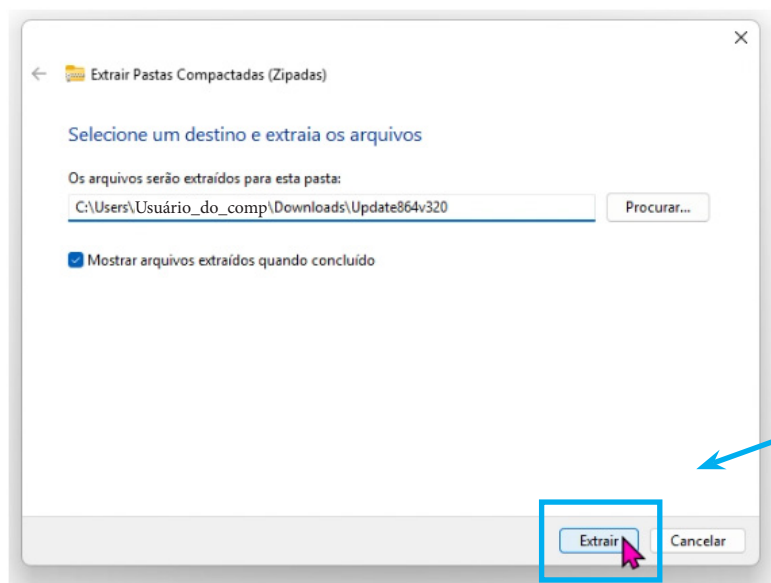 Extrair Pastas Compactadas (Zipadas)
Selecione um destino e extraia os arquivos
Os arquivos serão extraídos para esta pasta:
C:\Users\Usuário_do_comp\Downloads\Update864v320
Procurar...
Mostrar arquivos extraídos quando concluído
Extrair
Cancelar